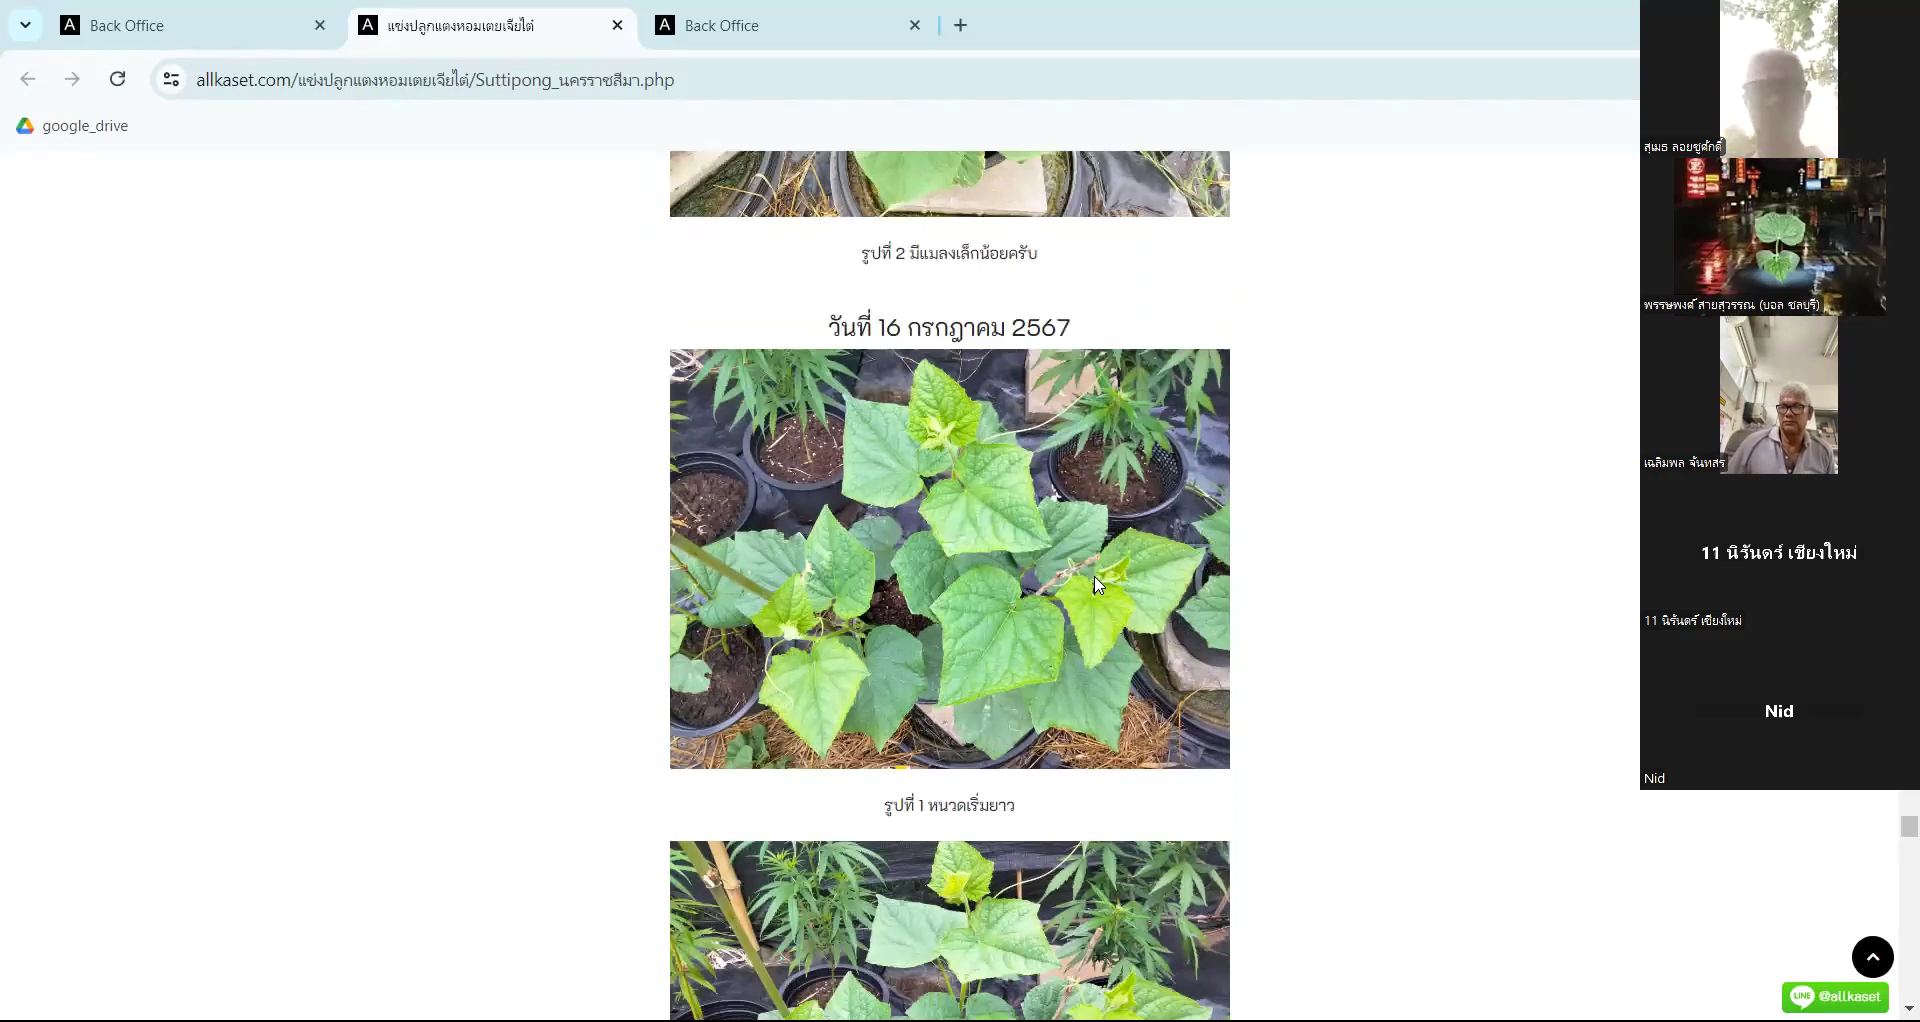 Back Office
แข่งปลูกแตงหอมเตยเจียไต๋
Back Office
allkaset.com/แข่งปลูกแตงหอมเตยเจียไต๋/Suttipong_นครราชสีมา.php
google_drive
รูปที่ 2 มีแมลงเล็กน้อยครับ
วันที่ 16 กรกฎาคม 2567
รูปที่ 1 หนวดเริ่มยาว
สุเมธ ลอยชูศักดิ์
พรรษพงศ์ สายสุวรรณ (บอล ชลบุรี)
เฉลิมพล จันทสร
11 นิรันดร์ เชียงใหม่
11 นิรันดร์ เชียงใหม่
Nid
Nid
LINE @allkaset